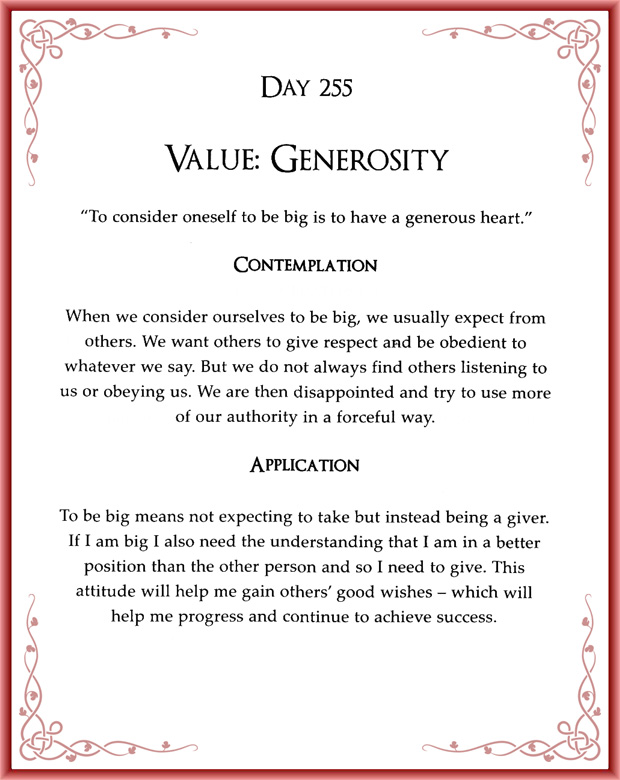 DAY 255
VALUE: GENEROSITY
“To consider oneself to be big is to have a generous heart.”
CONTEMPLATION
When we consider ourselves to be big, we usually expect from
others. We want others to give respect and be obedient to
whatever we say. But we do not always find others listening to
us or obeying us. We are then disappointed and try to use more
of our authority in a forceful way.
APPLICATION
To be big means not expecting to take but instead being a giver.
If I am big I also need the understanding that I am in a better
position than the other person and so I need to give. This
attitude will help me gain others’ good wishes – which will
help me progress and continue to achieve success.